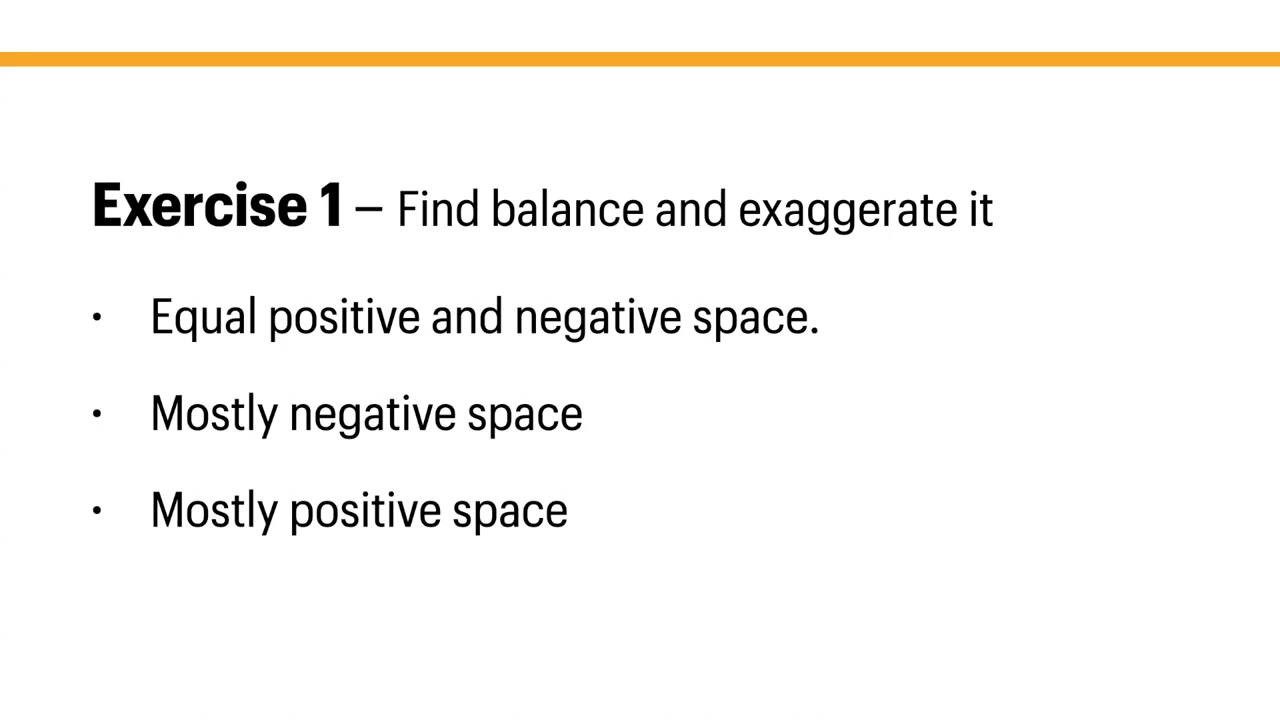 Exercise 1 – Find balance and exaggerate it
• Equal positive and negative space.
• Mostly negative space
• Mostly positive space